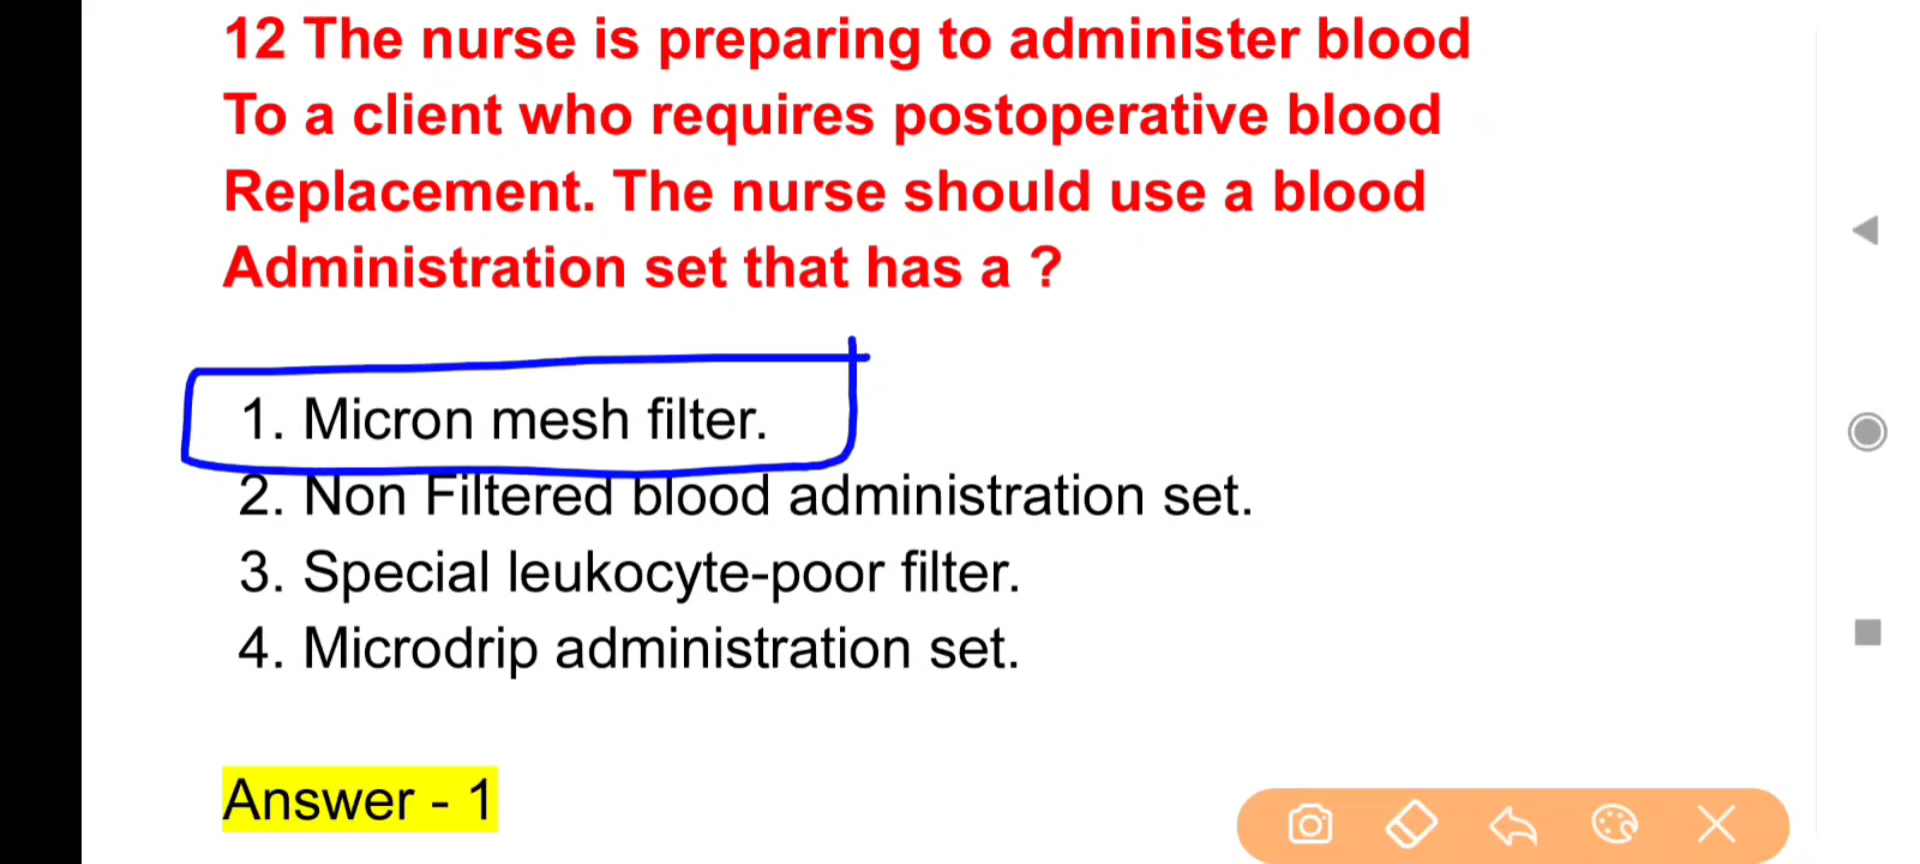 12 The nurse is preparing to administer blood
To a client who requires postoperative blood
Replacement. The nurse should use a blood
Administration set that has a ?
1. Micron mesh filter.
2. Non Filtered blood administration set.
3. Special leukocyte-poor filter.
4. Microdrip administration set.
Answer - 1